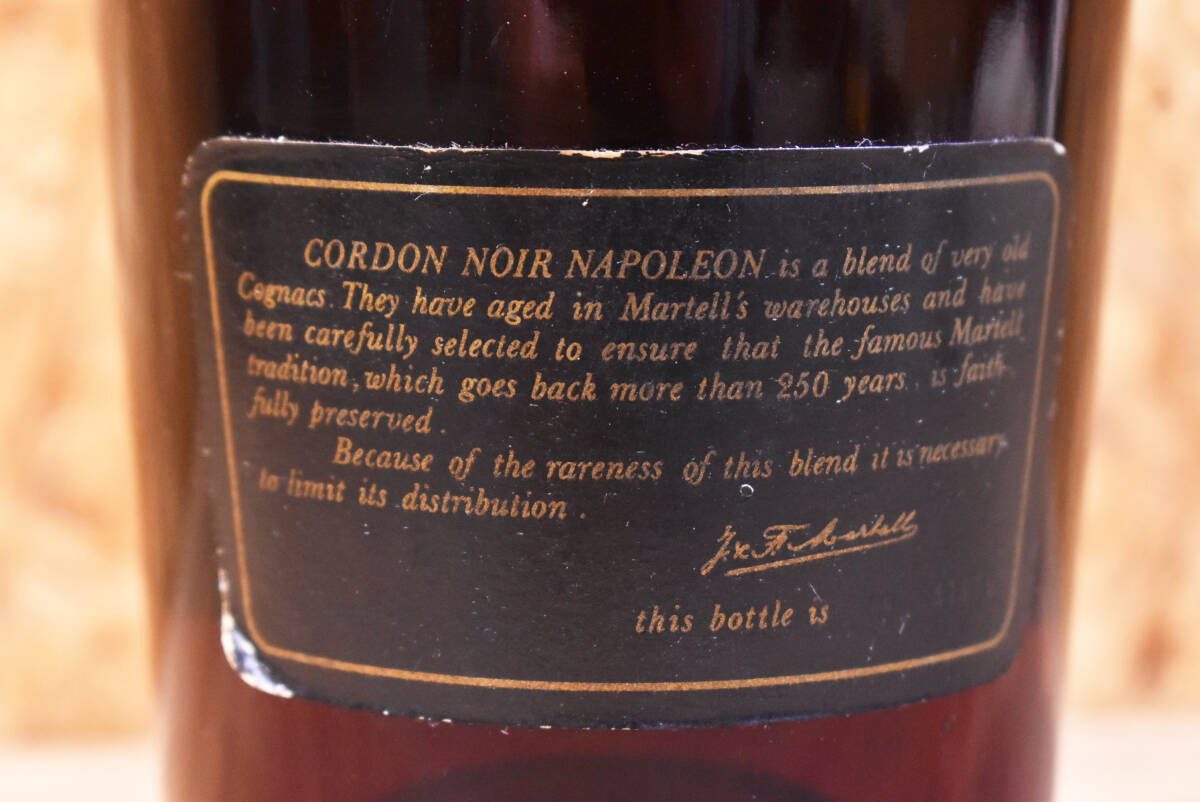 CORDON NOIR NAPOLEON is a blend of very old
Cognacs. They have aged in Martell's warehouses and have
been carefully selected to ensure that the famous Martell
tradition, which goes back more than 250 years, is faith-
fully preserved.
Because of the rareness of this blend it is necessary
to limit its distribution.
J & F Martell
this bottle is